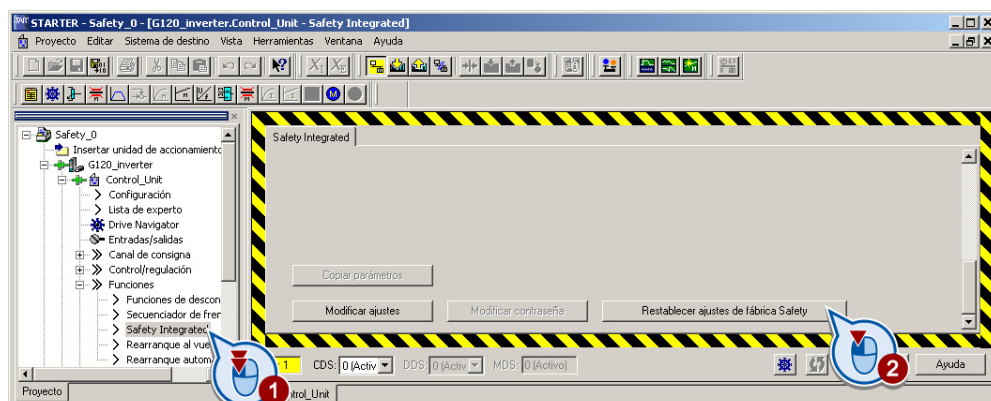 STARTER - Safety_0 - [G120_inverter.Control_Unit - Safety Integrated]
Proyecto Editar Sistema de destino Vista Herramientas Ventana Ayuda
Safety_0
Insertar unidad de accionamiento
G120_inverter
Control_Unit
Configuración
Lista de experto
Drive Navigator
Entradas/salidas
Canal de consigna
Control/regulación
Funciones
Funciones de descon
Secuenciador de fren
Safety Integrated
Rearranque al vue
Rearranque autom
Proyecto
Safety Integrated
Copiar parámetros
Modificar ajustes Modificar contraseña Restablecer ajustes de fábrica Safety
1 CDS: 0 (Activ DDS: 0 (Activ MDS: 0 (Activo) Ayuda
trol_Unit
1
2